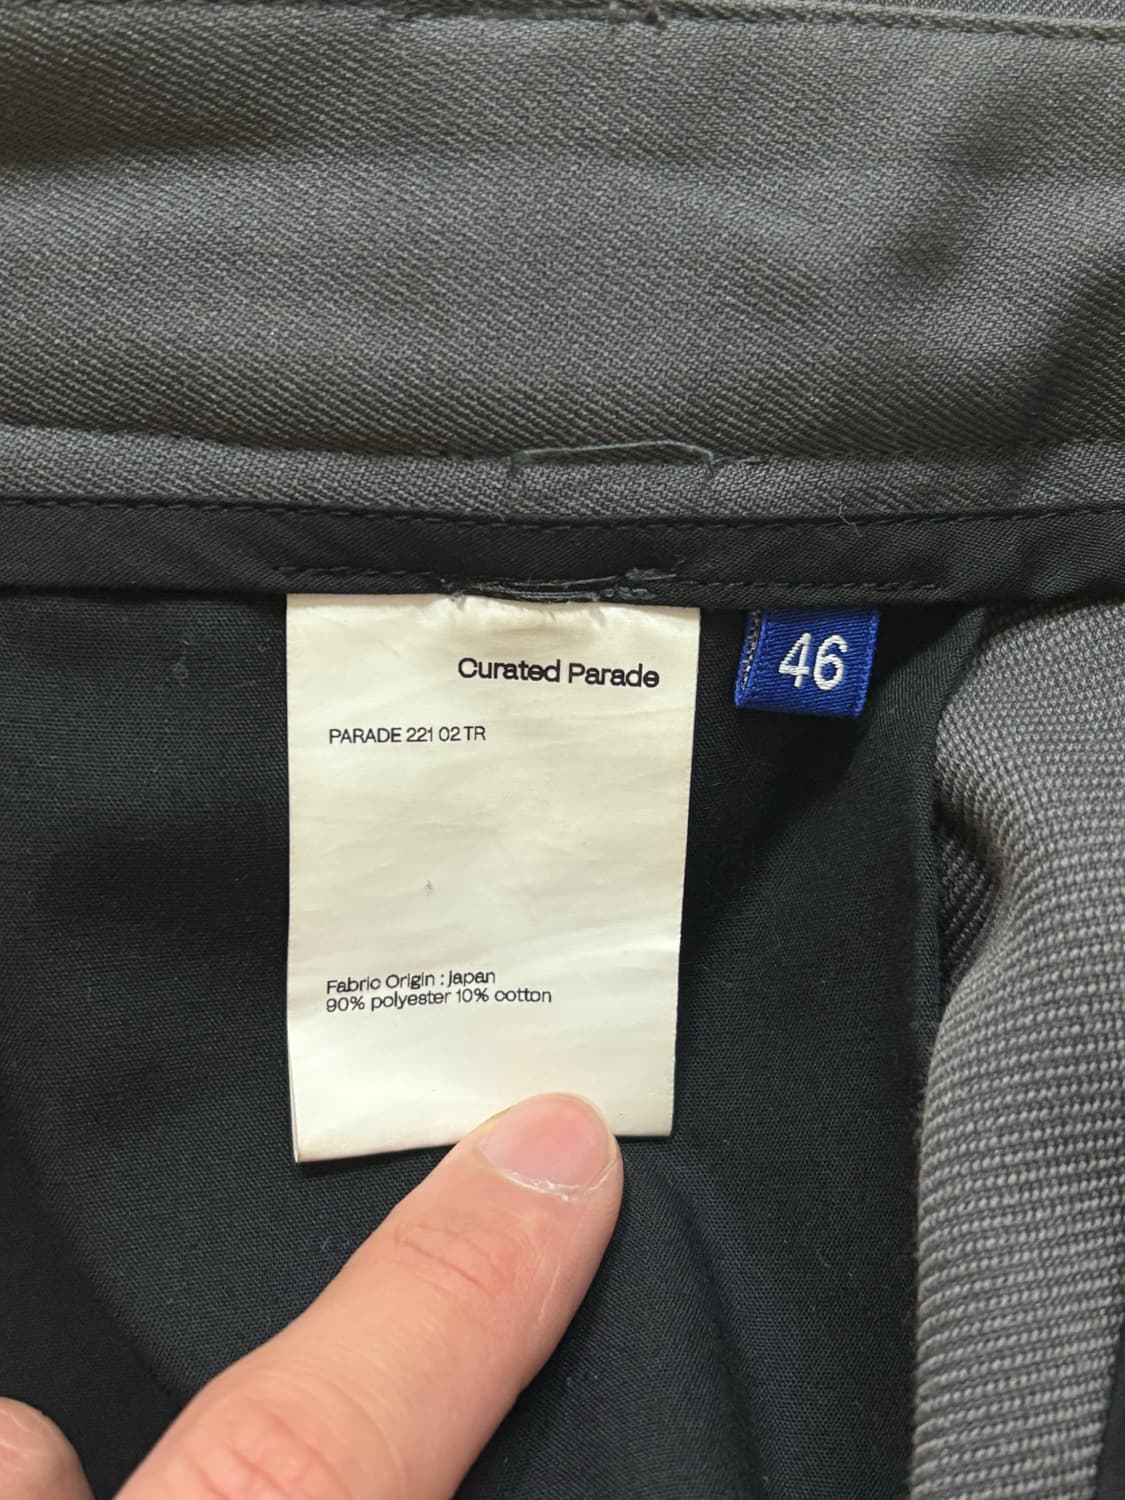 Curated Parade
46
PARADE 221 02 TR
Fabric Origin : Japan
90% polyester 10% cotton